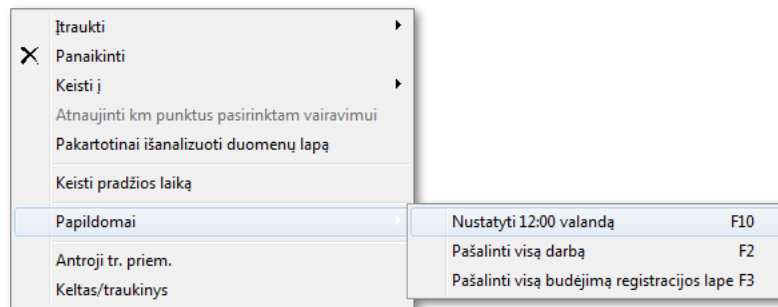 Įtraukti
Panaikinti
Keisti į
Atnaujinti km punktus pasirinktam vairavimui
Pakartotinai išanalizuoti duomenų lapą
Keisti pradžios laiką
Papildomai
Nustatyti 12:00 valandą F10
Pašalinti visą darbą F2
Pašalinti visą budėjimą registracijos lape F3
Antroji tr. priem.
Keltas/traukinys